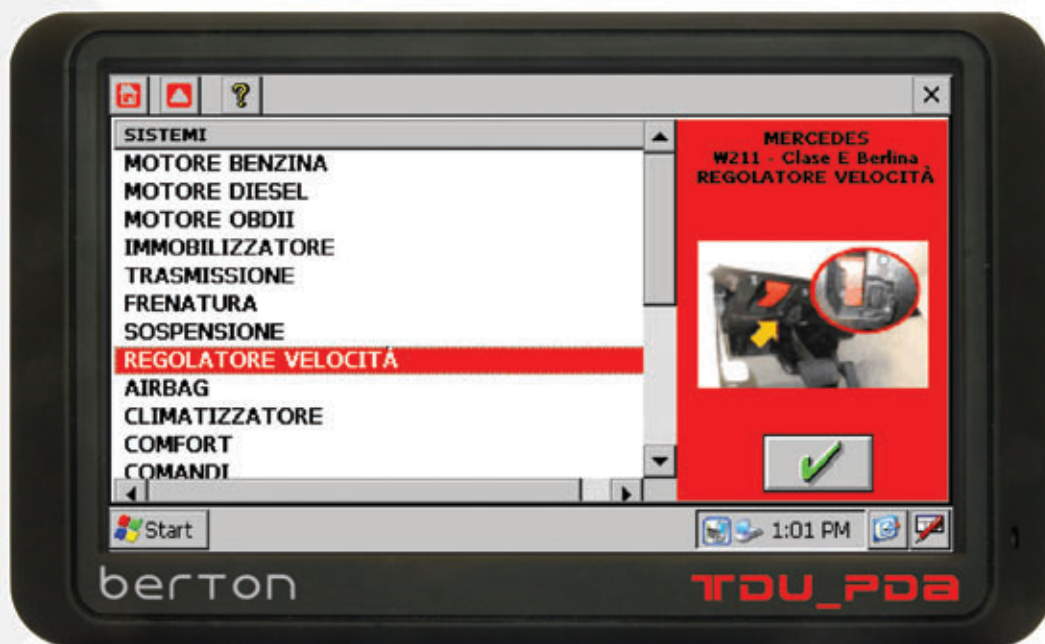 SISTEMI
MOTORE BENZINA
MOTORE DIESEL
MOTORE OBDII
IMMOBILIZZATORE
TRASMISSIONE
FRENATURA
SOSPENSIONE
REGOLATORE VELOCITÀ
AIRBAG
CLIMATIZZATORE
COMFORT
COMANDI
MERCEDES
W211 - Clase E Berlina
REGOLATORE VELOCITÀ
Start
1:01 PM
berton
TDU_PDA